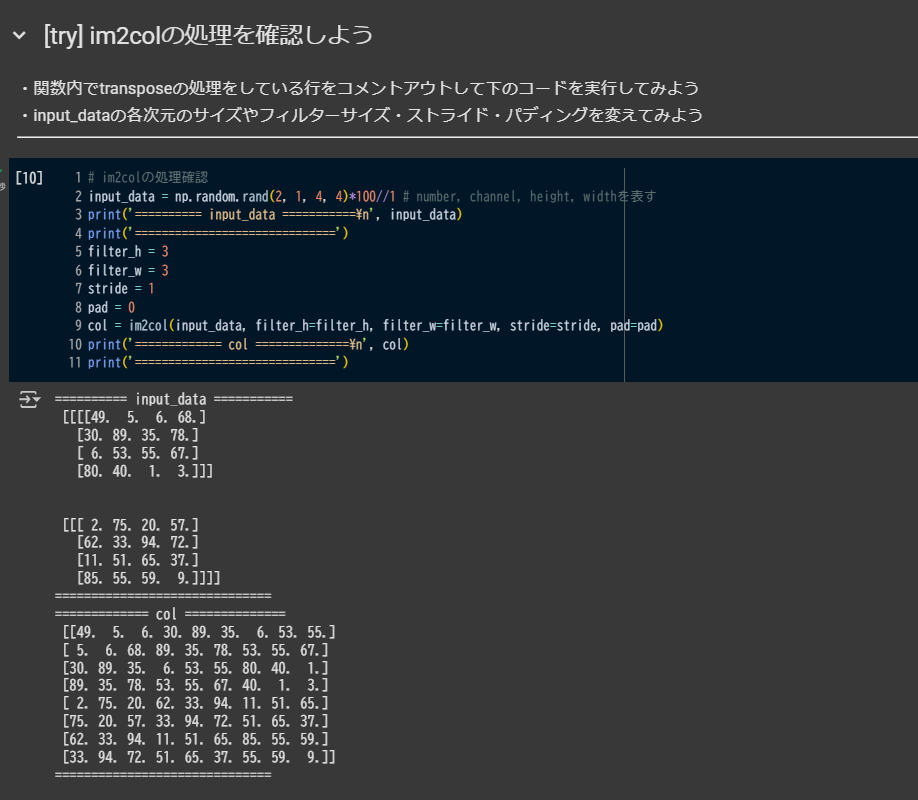 [try] im2colの処理を確認しよう
・関数内でtransposeの処理をしている行をコメントアウトして下のコードを実行してみよう
・input_dataの各次元のサイズやフィルターサイズ・ストライド・パディングを変えてみよう
[10]
1 # im2colの処理確認
2 input_data = np.random.rand(2, 1, 4, 4)*100//1 # number, channel, height, widthを表す
3 print('========== input_data ===========¥n', input_data)
4 print('==============================')
5 filter_h = 3
6 filter_w = 3
7 stride = 1
8 pad = 0
9 col = im2col(input_data, filter_h=filter_h, filter_w=filter_w, stride=stride, pad=pad)
10 print('============= col ==============¥n', col)
11 print('==============================')
秒
========== input_data ===========
[[[[49.  5.  6. 68.]
[30. 89. 35. 78.]
[ 6. 53. 55. 67.]
[80. 40.  1.  3.]]]
[[[ 2. 75. 20. 57.]
[62. 33. 94. 72.]
[11. 51. 65. 37.]
[85. 55. 59.  9.]]]]
==============================
============= col ==============
[[49.  5.  6. 30. 89. 35.  6. 53. 55.]
[ 5.  6. 68. 89. 35. 78. 53. 55. 67.]
[30. 89. 35.  6. 53. 55. 80. 40.  1.]
[89. 35. 78. 53. 55. 67. 40.  1.  3.]
[ 2. 75. 20. 62. 33. 94. 11. 51. 65.]
[75. 20. 57. 33. 94. 72. 51. 65. 37.]
[62. 33. 94. 11. 51. 65. 85. 55. 59.]
[33. 94. 72. 51. 65. 37. 55. 59.  9.]]
==============================